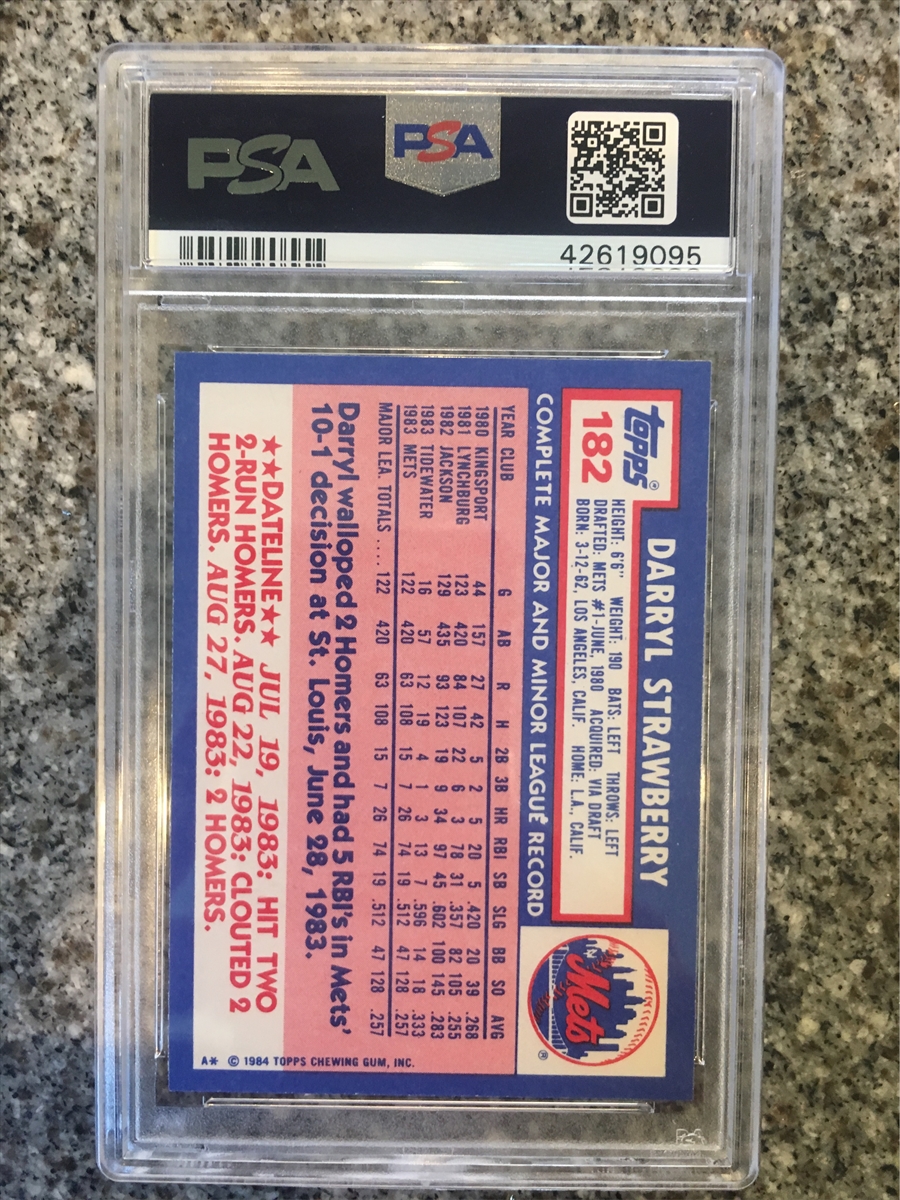 PSA
PSA
42619095
topps®
182
DARRYL STRAWBERRY
HEIGHT: 6'6" WEIGHT: 190 BATS: LEFT THROWS: LEFT
DRAFTED: METS #1-JUNE, 1980 ACQUIRED: VIA DRAFT
BORN: 3-12-62, LOS ANGELES, CALIF. HOME: L.A., CALIF.
Mets
®
COMPLETE MAJOR AND MINOR LEAGUE RECORD
YEAR CLUB G AB R H 2B 3B HR RBI SB SLG BB SO AVG
1980 KINGSPORT 44 157 27 42 5 2 5 20 5 .420 20 39 .268
1981 LYNCHBURG 123 420 84 107 22 6 3 78 31 .357 82 105 .255
1982 JACKSON 129 435 93 123 19 9 34 97 45 .602 100 145 .283
1983 TIDEWATER 16 57 12 19 4 1 3 13 7 .596 14 18 .333
1983 METS 122 420 63 108 15 7 26 74 19 .512 47 128 .257
MAJOR LEA. TOTALS .... 122 420 63 108 15 7 26 74 19 .512 47 128 .257
Darryl walloped 2 Homers and had 5 RBI's in Mets'
10-1 decision at St. Louis, June 28, 1983.
★★DATELINE★★ JUL 19, 1983: HIT TWO
2-RUN HOMERS. AUG 22, 1983: CLOUTED 2
HOMERS. AUG 27, 1983: 2 HOMERS.
A* © 1984 TOPPS CHEWING GUM, INC.